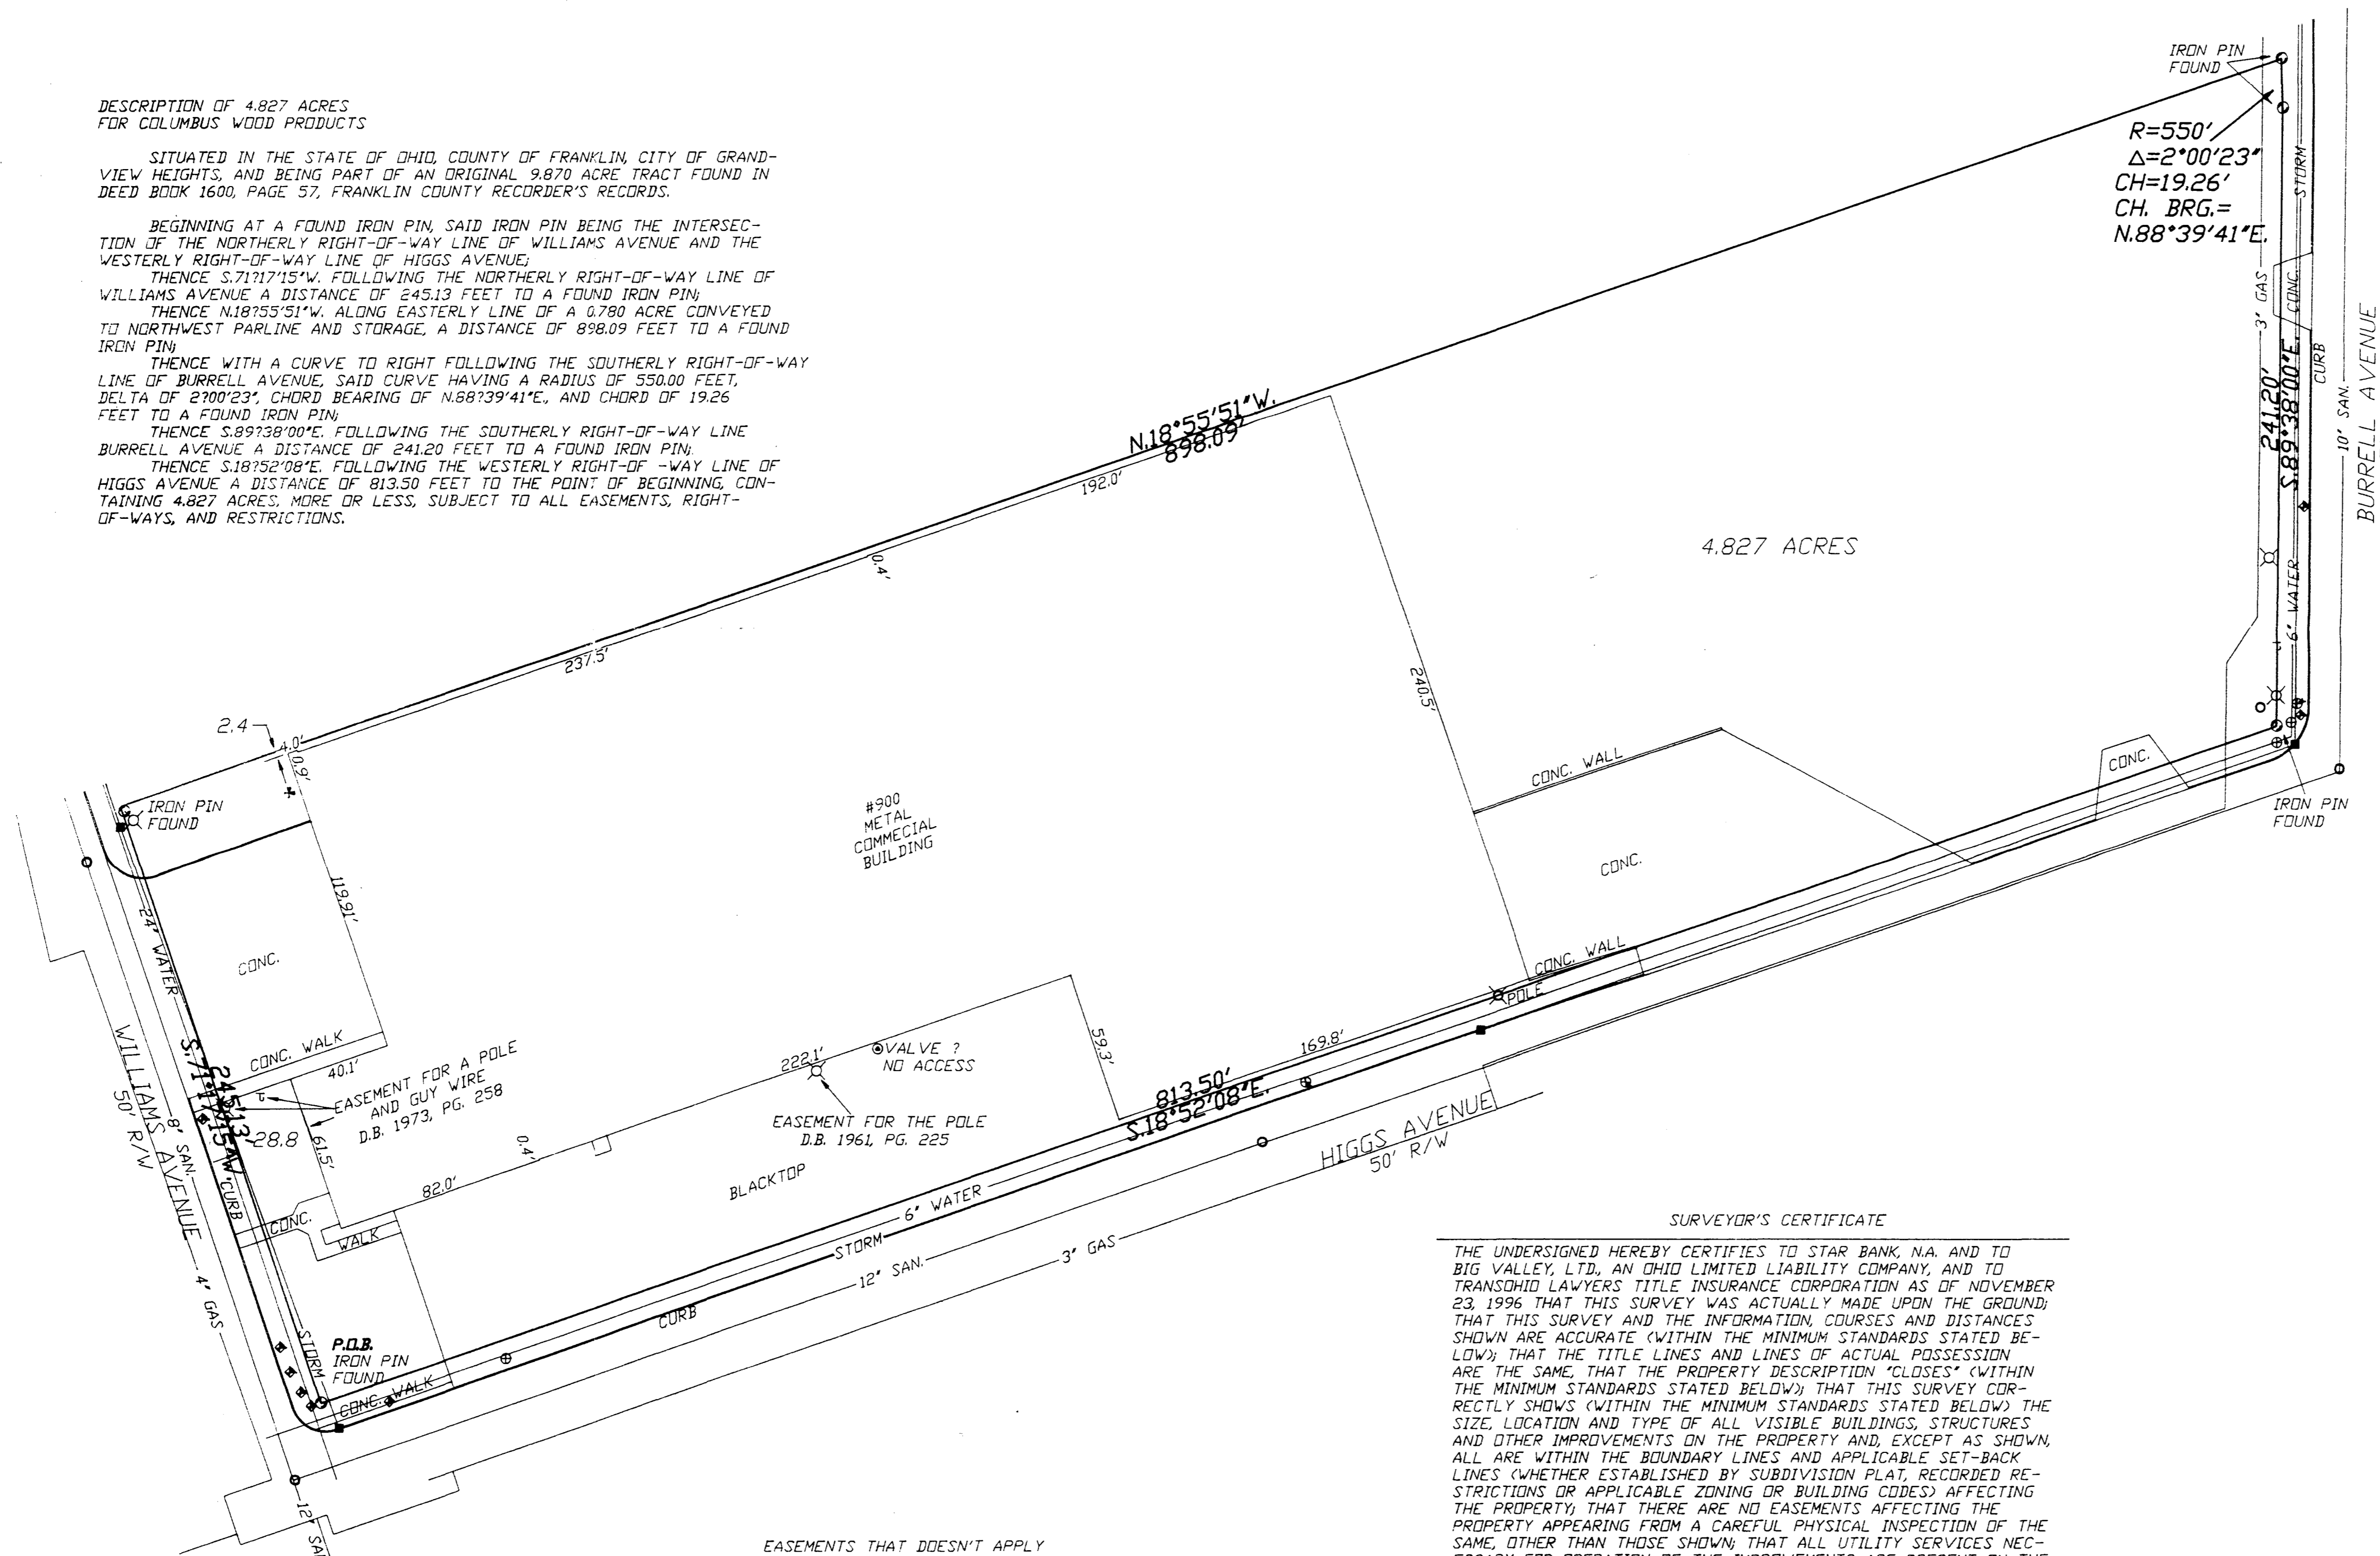 DESCRIPTION OF 4.827 ACRES
FOR COLUMBUS WOOD PRODUCTS
SITUATED IN THE STATE OF OHIO, COUNTY OF FRANKLIN, CITY OF GRAND-
VIEW HEIGHTS, AND BEING PART OF AN ORIGINAL 9.870 ACRE TRACT FOUND IN
DEED BOOK 1600, PAGE 57, FRANKLIN COUNTY RECORDER'S RECORDS.
BEGINNING AT A FOUND IRON PIN, SAID IRON PIN BEING THE INTERSEC-
TION OF THE NORTHERLY RIGHT-OF-WAY LINE OF WILLIAMS AVENUE AND THE
WESTERLY RIGHT-OF-WAY LINE OF HIGGS AVENUE;
THENCE S.71?17'15"W. FOLLOWING THE NORTHERLY RIGHT-OF-WAY LINE OF
WILLIAMS AVENUE A DISTANCE OF 245.13 FEET TO A FOUND IRON PIN;
THENCE N.18?55'51"W. ALONG EASTERLY LINE OF A 0.780 ACRE CONVEYED
TO NORTHWEST PARLINE AND STORAGE, A DISTANCE OF 898.09 FEET TO A FOUND
IRON PIN;
THENCE WITH A CURVE TO RIGHT FOLLOWING THE SOUTHERLY RIGHT-OF-WAY
LINE OF BURRELL AVENUE, SAID CURVE HAVING A RADIUS OF 550.00 FEET,
DELTA OF 2?00'23", CHORD BEARING OF N.88?39'41"E., AND CHORD OF 19.26
FEET TO A FOUND IRON PIN;
THENCE S.89?38'00"E. FOLLOWING THE SOUTHERLY RIGHT-OF-WAY LINE
BURRELL AVENUE A DISTANCE OF 241.20 FEET TO A FOUND IRON PIN;
THENCE S.18?52'08"E. FOLLOWING THE WESTERLY RIGHT-OF -WAY LINE OF
HIGGS AVENUE A DISTANCE OF 813.50 FEET TO THE POINT OF BEGINNING, CON-
TAINING 4.827 ACRES, MORE OR LESS, SUBJECT TO ALL EASEMENTS, RIGHT-
OF-WAYS, AND RESTRICTIONS.
IRON PIN
FOUND
R=550'
Δ=2°00'23"
CH=19.26'
CH. BRG.=
N.88°39'41"E.
STORM
3" GAS
CONC.
CURB
241.20'
S.89°38'00"E.
10" SAN.
BURRELL AVENUE
6" WATER
N.18°55'51"W.
898.09'
192.0'
0.4'
237.5'
4.827 ACRES
240.5'
2.4
4.0'
0.9'
IRON PIN
FOUND
#900
METAL
COMMECIAL
BUILDING
CONC. WALL
CONC.
CONC.
IRON PIN
FOUND
119.91'
24" WATER
CONC.
CONC. WALL
POLE
CONC. WALK
40.1'
EASEMENT FOR A POLE
AND GUY WIRE
D.B. 1973, PG. 258
222.1'
VALVE ?
NO ACCESS
59.3'
169.8'
EASEMENT FOR THE POLE
D.B. 1961, PG. 225
813.50'
S.18°52'08"E.
HIGGS AVENUE
50' R/W
WILLIAMS AVENUE
50' R/W
8" SAN.
245.13'
S.71°17'15"W.
28.8
61.5'
0.4'
82.0'
BLACKTOP
CURB
CONC.
WALK
6" WATER
STORM
12" SAN.
3" GAS
4" GAS
CURB
STORM
P.O.B.
IRON PIN
FOUND
CONC. WALK
12" SAN
EASEMENTS THAT DOESN'T APPLY
SURVEYOR'S CERTIFICATE
THE UNDERSIGNED HEREBY CERTIFIES TO STAR BANK, N.A. AND TO
BIG VALLEY, LTD., AN OHIO LIMITED LIABILITY COMPANY, AND TO
TRANSOHIO LAWYERS TITLE INSURANCE CORPORATION AS OF NOVEMBER
23, 1996 THAT THIS SURVEY WAS ACTUALLY MADE UPON THE GROUND;
THAT THIS SURVEY AND THE INFORMATION, COURSES AND DISTANCES
SHOWN ARE ACCURATE (WITHIN THE MINIMUM STANDARDS STATED BE-
LOW); THAT THE TITLE LINES AND LINES OF ACTUAL POSSESSION
ARE THE SAME, THAT THE PROPERTY DESCRIPTION "CLOSES" (WITHIN
THE MINIMUM STANDARDS STATED BELOW); THAT THIS SURVEY COR-
RECTLY SHOWS (WITHIN THE MINIMUM STANDARDS STATED BELOW) THE
SIZE, LOCATION AND TYPE OF ALL VISIBLE BUILDINGS, STRUCTURES
AND OTHER IMPROVEMENTS ON THE PROPERTY AND, EXCEPT AS SHOWN,
ALL ARE WITHIN THE BOUNDARY LINES AND APPLICABLE SET-BACK
LINES (WHETHER ESTABLISHED BY SUBDIVISION PLAT, RECORDED RE-
STRICTIONS OR APPLICABLE ZONING OR BUILDING CODES) AFFECTING
THE PROPERTY; THAT THERE ARE NO EASEMENTS AFFECTING THE
PROPERTY APPEARING FROM A CAREFUL PHYSICAL INSPECTION OF THE
SAME, OTHER THAN THOSE SHOWN; THAT ALL UTILITY SERVICES NEC-